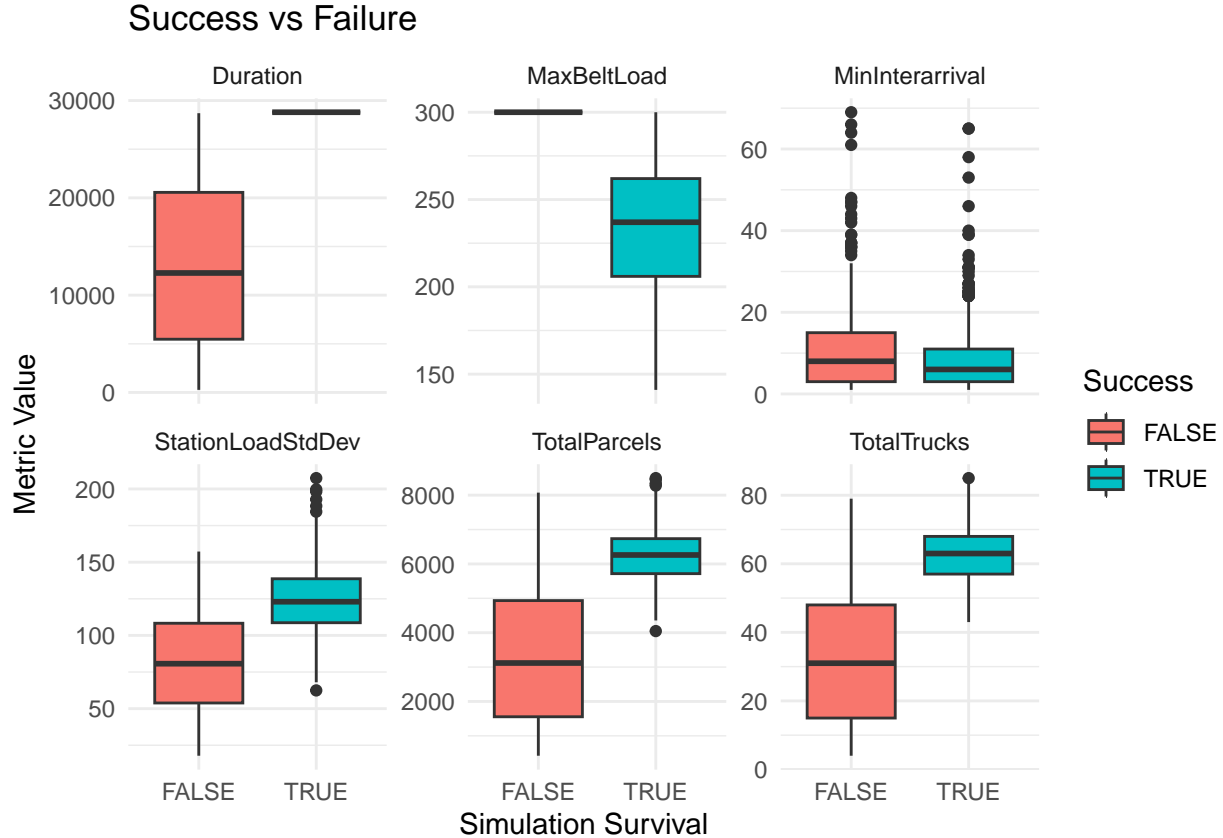 Success vs Failure
Duration
MaxBeltLoad
MinInterarrival
30000
20000
10000
0
300
250
200
150
60
40
20
0
Metric Value
StationLoadStdDev
TotalParcels
TotalTrucks
200
150
100
50
8000
6000
4000
2000
80
60
40
20
0
FALSE
TRUE
FALSE
TRUE
FALSE
TRUE
Simulation Survival
Success
FALSE
TRUE